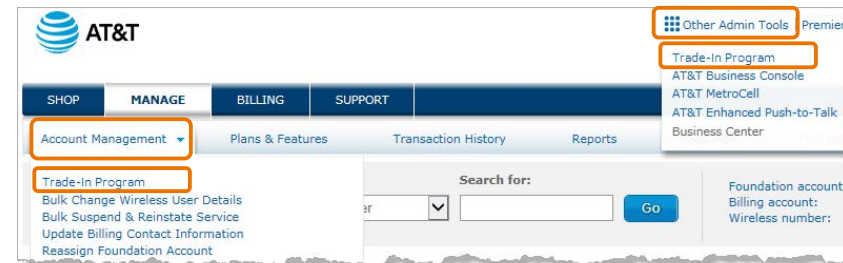 AT&T
Other Admin Tools Premier
Trade-In Program
AT&T Business Console
AT&T MetroCell
AT&T Enhanced Push-to-Talk
Business Center
SHOP MANAGE BILLING SUPPORT
Account Management Plans & Features Transaction History Reports
Trade-In Program
Bulk Change Wireless User Details
Bulk Suspend & Reinstate Service
Update Billing Contact Information
Reassign Foundation Account
er
Search for:
Go
Foundation account
Billing account:
Wireless number: